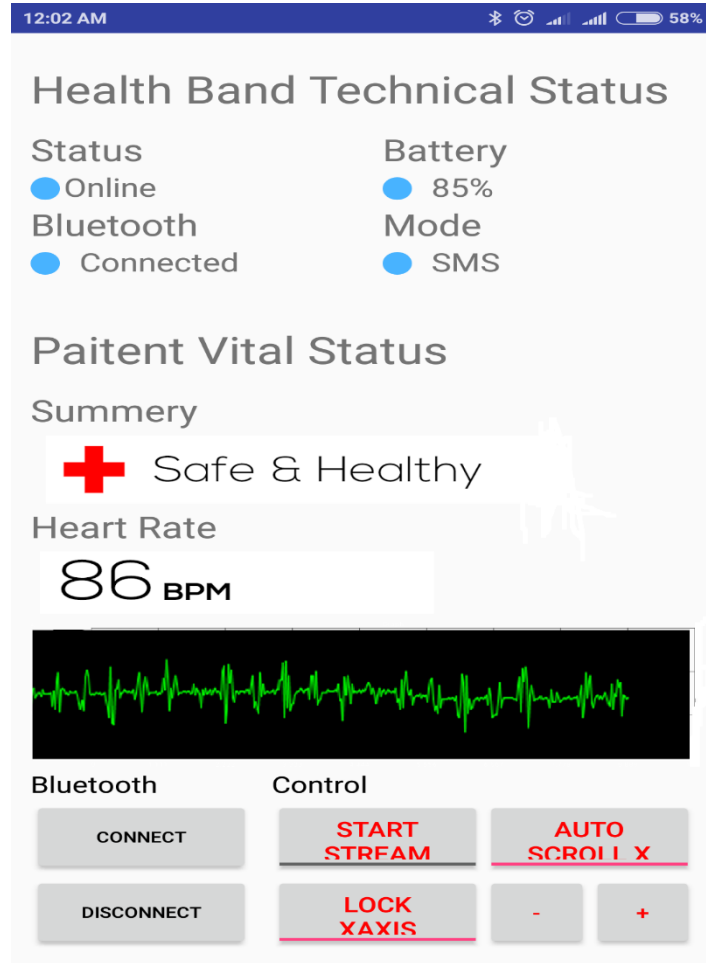 12:02 AM 58%
Health Band Technical Status
Status Battery
Online 85%
Bluetooth Mode
Connected SMS
Paitent Vital Status
Summery
Safe & Healthy
Heart Rate
86 BPM
Bluetooth Control
CONNECT
START
STREAM
AUTO
SCROLL X
DISCONNECT
LOCK
XAXIS
-
+